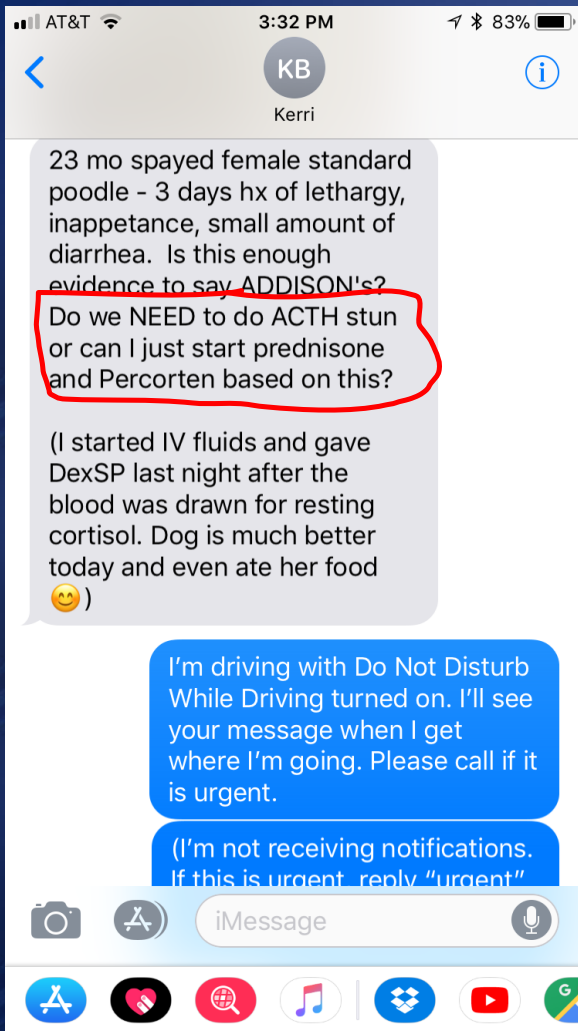 AT&T
3:32 PM
83%
KB
Kerri
23 mo spayed female standard
poodle - 3 days hx of lethargy,
inappetance, small amount of
diarrhea. Is this enough
evidence to say ADDISON's?
Do we NEED to do ACTH stun
or can I just start prednisone
and Percorten based on this?
(I started IV fluids and gave
DexSP last night after the
blood was drawn for resting
cortisol. Dog is much better
today and even ate her food
😊)
I'm driving with Do Not Disturb
While Driving turned on. I'll see
your message when I get
where I'm going. Please call if it
is urgent.
(I'm not receiving notifications.
If this is urgent, reply "urgent"
iMessage
G